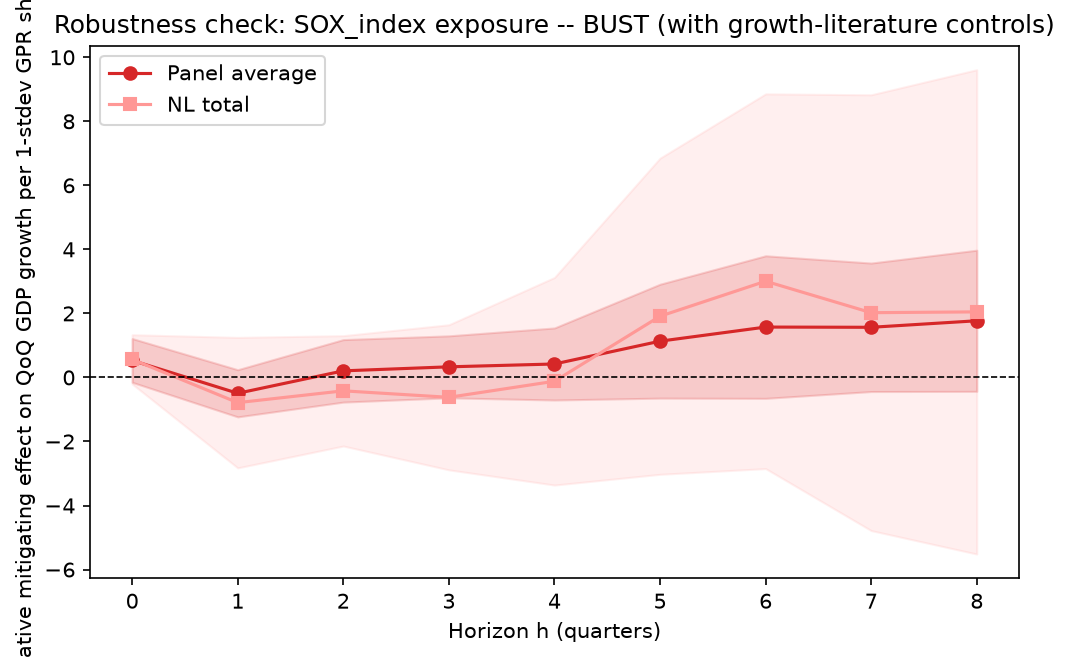 Robustness check: SOX_index exposure -- BUST (with growth-literature controls)
Panel average
NL total
10
8
6
4
2
0
−2
−4
−6
mitigating effect on QoQ GDP growth per 1-stdev GPR
0 1 2 3 4 5 6 7 8
Horizon h (quarters)